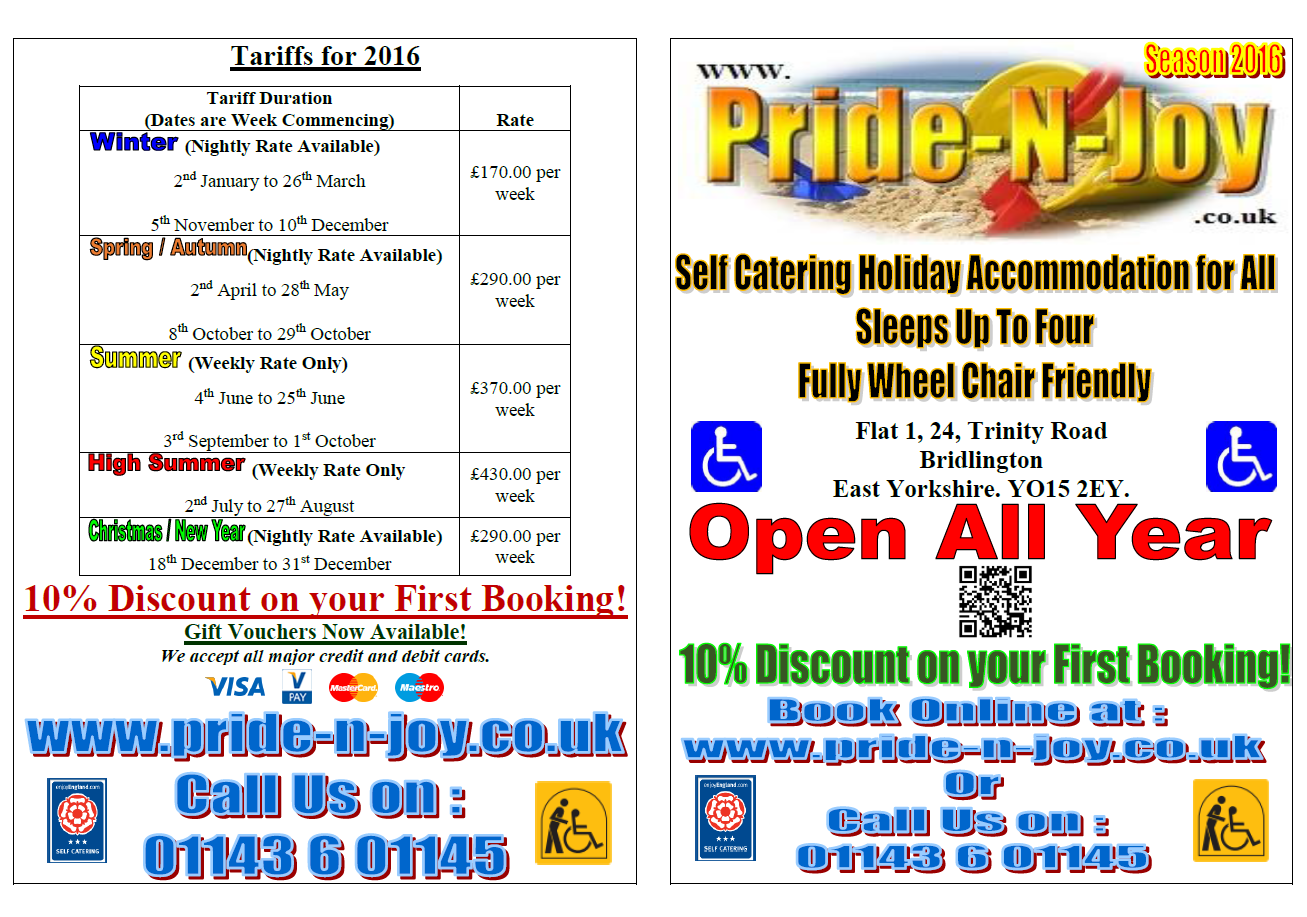 Tariffs for 2016
Tariff Duration
(Dates are Week Commencing)
Rate
Winter (Nightly Rate Available)
2nd January to 26th March
5th November to 10th December
£170.00 per
week
Spring / Autumn (Nightly Rate Available)
2nd April to 28th May
8th October to 29th October
£290.00 per
week
Summer (Weekly Rate Only)
4th June to 25th June
3rd September to 1st October
£370.00 per
week
High Summer (Weekly Rate Only
2nd July to 27th August
£430.00 per
week
Christmas / New Year (Nightly Rate Available)
18th December to 31st December
£290.00 per
week
10% Discount on your First Booking!
Gift Vouchers Now Available!
We accept all major credit and debit cards.
VISA
V
PAY
MasterCard
Maestro
www.pride-n-joy.co.uk
Call Us on :
01143 6 01145
enjoyEngland.com
★★★
SELF CATERING
Season 2016
www.
Pride-N-Joy
.co.uk
Self Catering Holiday Accommodation for All
Sleeps Up To Four
Fully Wheel Chair Friendly
Flat 1, 24, Trinity Road
Bridlington
East Yorkshire. YO15 2EY.
Open All Year
10% Discount on your First Booking!
Book Online at :
www.pride-n-joy.co.uk
Or
Call Us on :
01143 6 01145
enjoyEngland.com
★★★
SELF CATERING